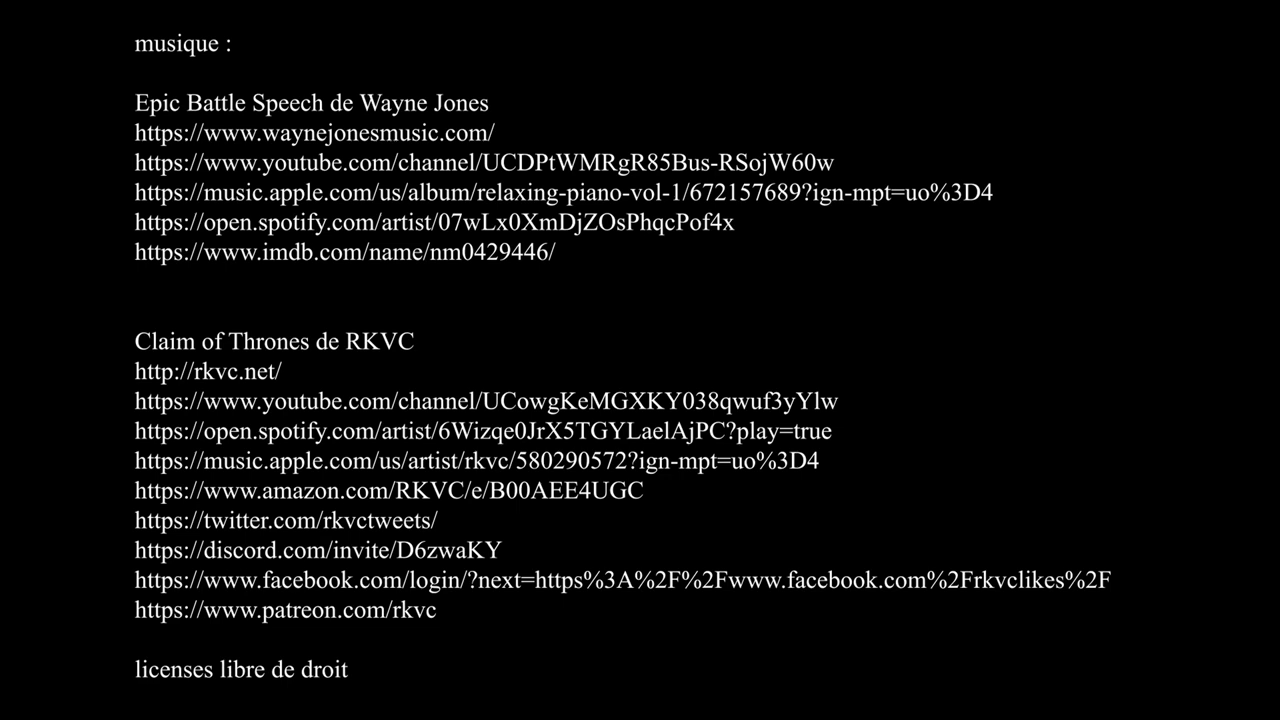 musique :
Epic Battle Speech de Wayne Jones
https://www.waynejonesmusic.com/
https://www.youtube.com/channel/UCDPtWMRgR85Bus-RSojW60w
https://music.apple.com/us/album/relaxing-piano-vol-1/672157689?ign-mpt=uo%3D4
https://open.spotify.com/artist/07wLx0XmDjZOsPhqcPof4x
https://www.imdb.com/name/nm0429446/
Claim of Thrones de RKVC
http://rkvc.net/
https://www.youtube.com/channel/UCowgKeMGXKY038qwuf3yYlw
https://open.spotify.com/artist/6Wizqe0JrX5TGYLaelAjPC?play=true
https://music.apple.com/us/artist/rkvc/580290572?ign-mpt=uo%3D4
https://www.amazon.com/RKVC/e/B00AEE4UGC
https://twitter.com/rkvctweets/
https://discord.com/invite/D6zwaKY
https://www.facebook.com/login/?next=https%3A%2F%2Fwww.facebook.com%2Frkvclikes%2F
https://www.patreon.com/rkvc
licenses libre de droit